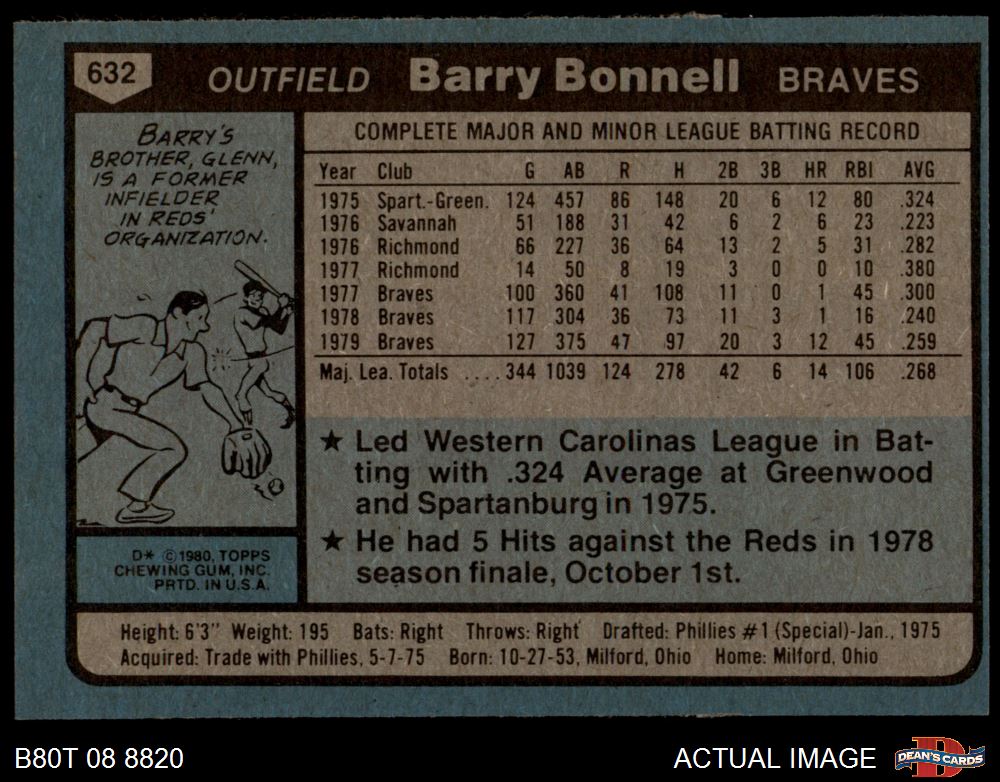 632 OUTFIELD Barry Bonnell BRAVES
BARRY'S
BROTHER, GLENN,
IS A FORMER
INFIELDER
IN REDS'
ORGANIZATION.
COMPLETE MAJOR AND MINOR LEAGUE BATTING RECORD
Year Club G AB R H 2B 3B HR RBI AVG
1975 Spart.-Green. 124 457 86 148 20 6 12 80 .324
1976 Savannah 51 188 31 42 6 2 6 23 .223
1976 Richmond 66 227 36 64 13 2 5 31 .282
1977 Richmond 14 50 8 19 3 0 0 10 .380
1977 Braves 100 360 41 108 11 0 1 45 .300
1978 Braves 117 304 36 73 11 3 1 16 .240
1979 Braves 127 375 47 97 20 3 12 45 .259
Maj. Lea. Totals .... 344 1039 124 278 42 6 14 106 .268
★ Led Western Carolinas League in Bat-
ting with .324 Average at Greenwood
and Spartanburg in 1975.
★ He had 5 Hits against the Reds in 1978
season finale, October 1st.
D* © 1980, TOPPS
CHEWING GUM, INC.
PRTD. IN U.S.A.
Height: 6'3" Weight: 195 Bats: Right Throws: Right Drafted: Phillies #1 (Special)-Jan., 1975
Acquired: Trade with Phillies, 5-7-75 Born: 10-27-53, Milford, Ohio Home: Milford, Ohio
B80T 08 8820 ACTUAL IMAGE D DEAN'S CARDS